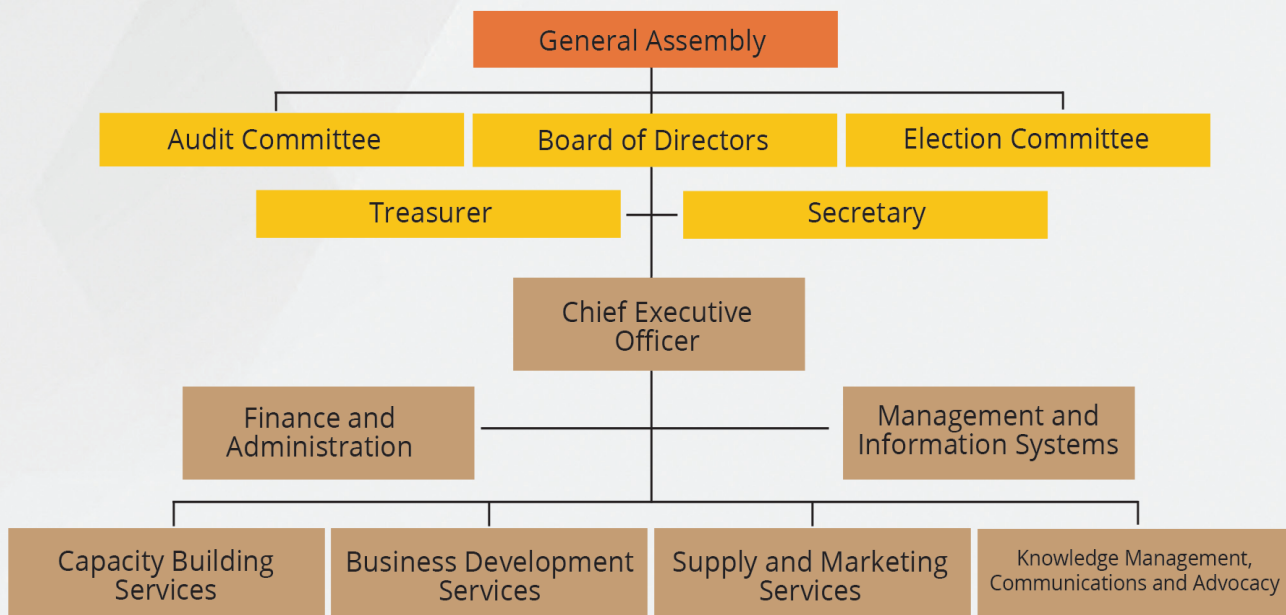 General Assembly
Audit Committee
Board of Directors
Election Committee
Treasurer
Secretary
Chief Executive
Officer
Finance and
Administration
Management and
Information Systems
Capacity Building
Services
Business Development
Services
Supply and Marketing
Services
Knowledge Management,
Communications and Advocacy